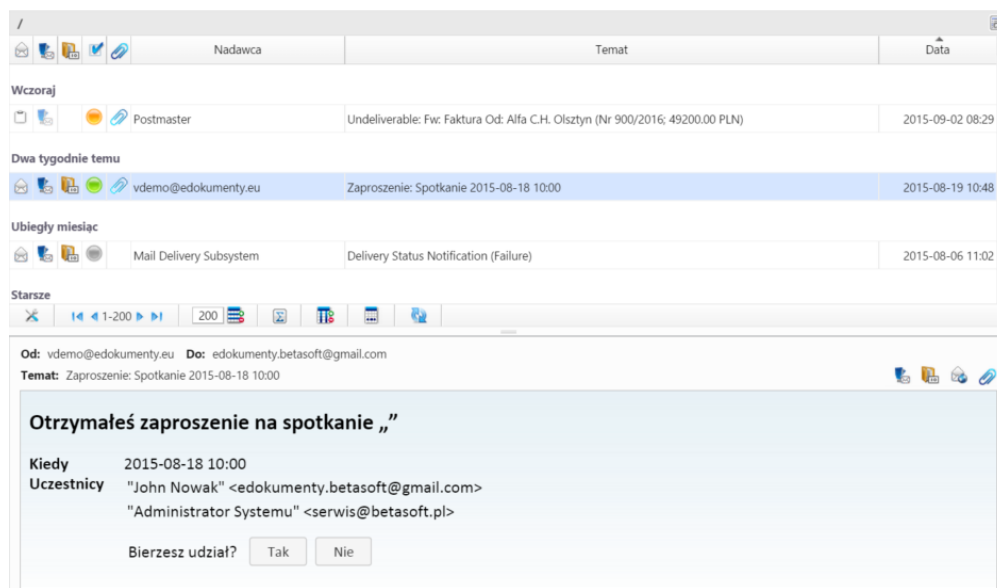 /
Nadawca Temat Data
Wczoraj
Postmaster Undeliverable: Fw: Faktura Od: Alfa C.H. Olsztyn (Nr 900/2016; 49200.00 PLN) 2015-09-02 08:29
Dwa tygodnie temu
vdemo@edokumenty.eu Zaproszenie: Spotkanie 2015-08-18 10:00 2015-08-19 10:48
Ubiegły miesiąc
Mail Delivery Subsystem Delivery Status Notification (Failure) 2015-08-06 11:02
Starsze
1-200 200
Od: vdemo@edokumenty.eu Do: edokumenty.betasoft@gmail.com
Temat: Zaproszenie: Spotkanie 2015-08-18 10:00
Otrzymałeś zaproszenie na spotkanie „”
Kiedy 2015-08-18 10:00
Uczestnicy "John Nowak" <edokumenty.betasoft@gmail.com>
"Administrator Systemu" <serwis@betasoft.pl>
Bierzesz udział? Tak Nie